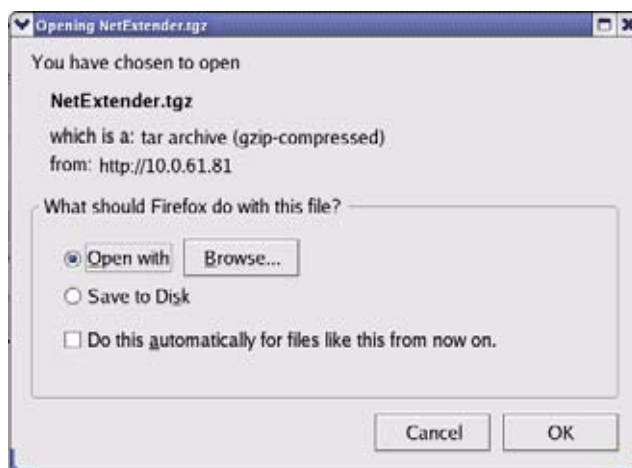 Opening NetExtender.tgz
You have chosen to open
NetExtender.tgz
which is a: tar archive (gzip-compressed)
from: http://10.0.61.81
What should Firefox do with this file?
Open with Browse...
Save to Disk
Do this automatically for files like this from now on.
Cancel OK